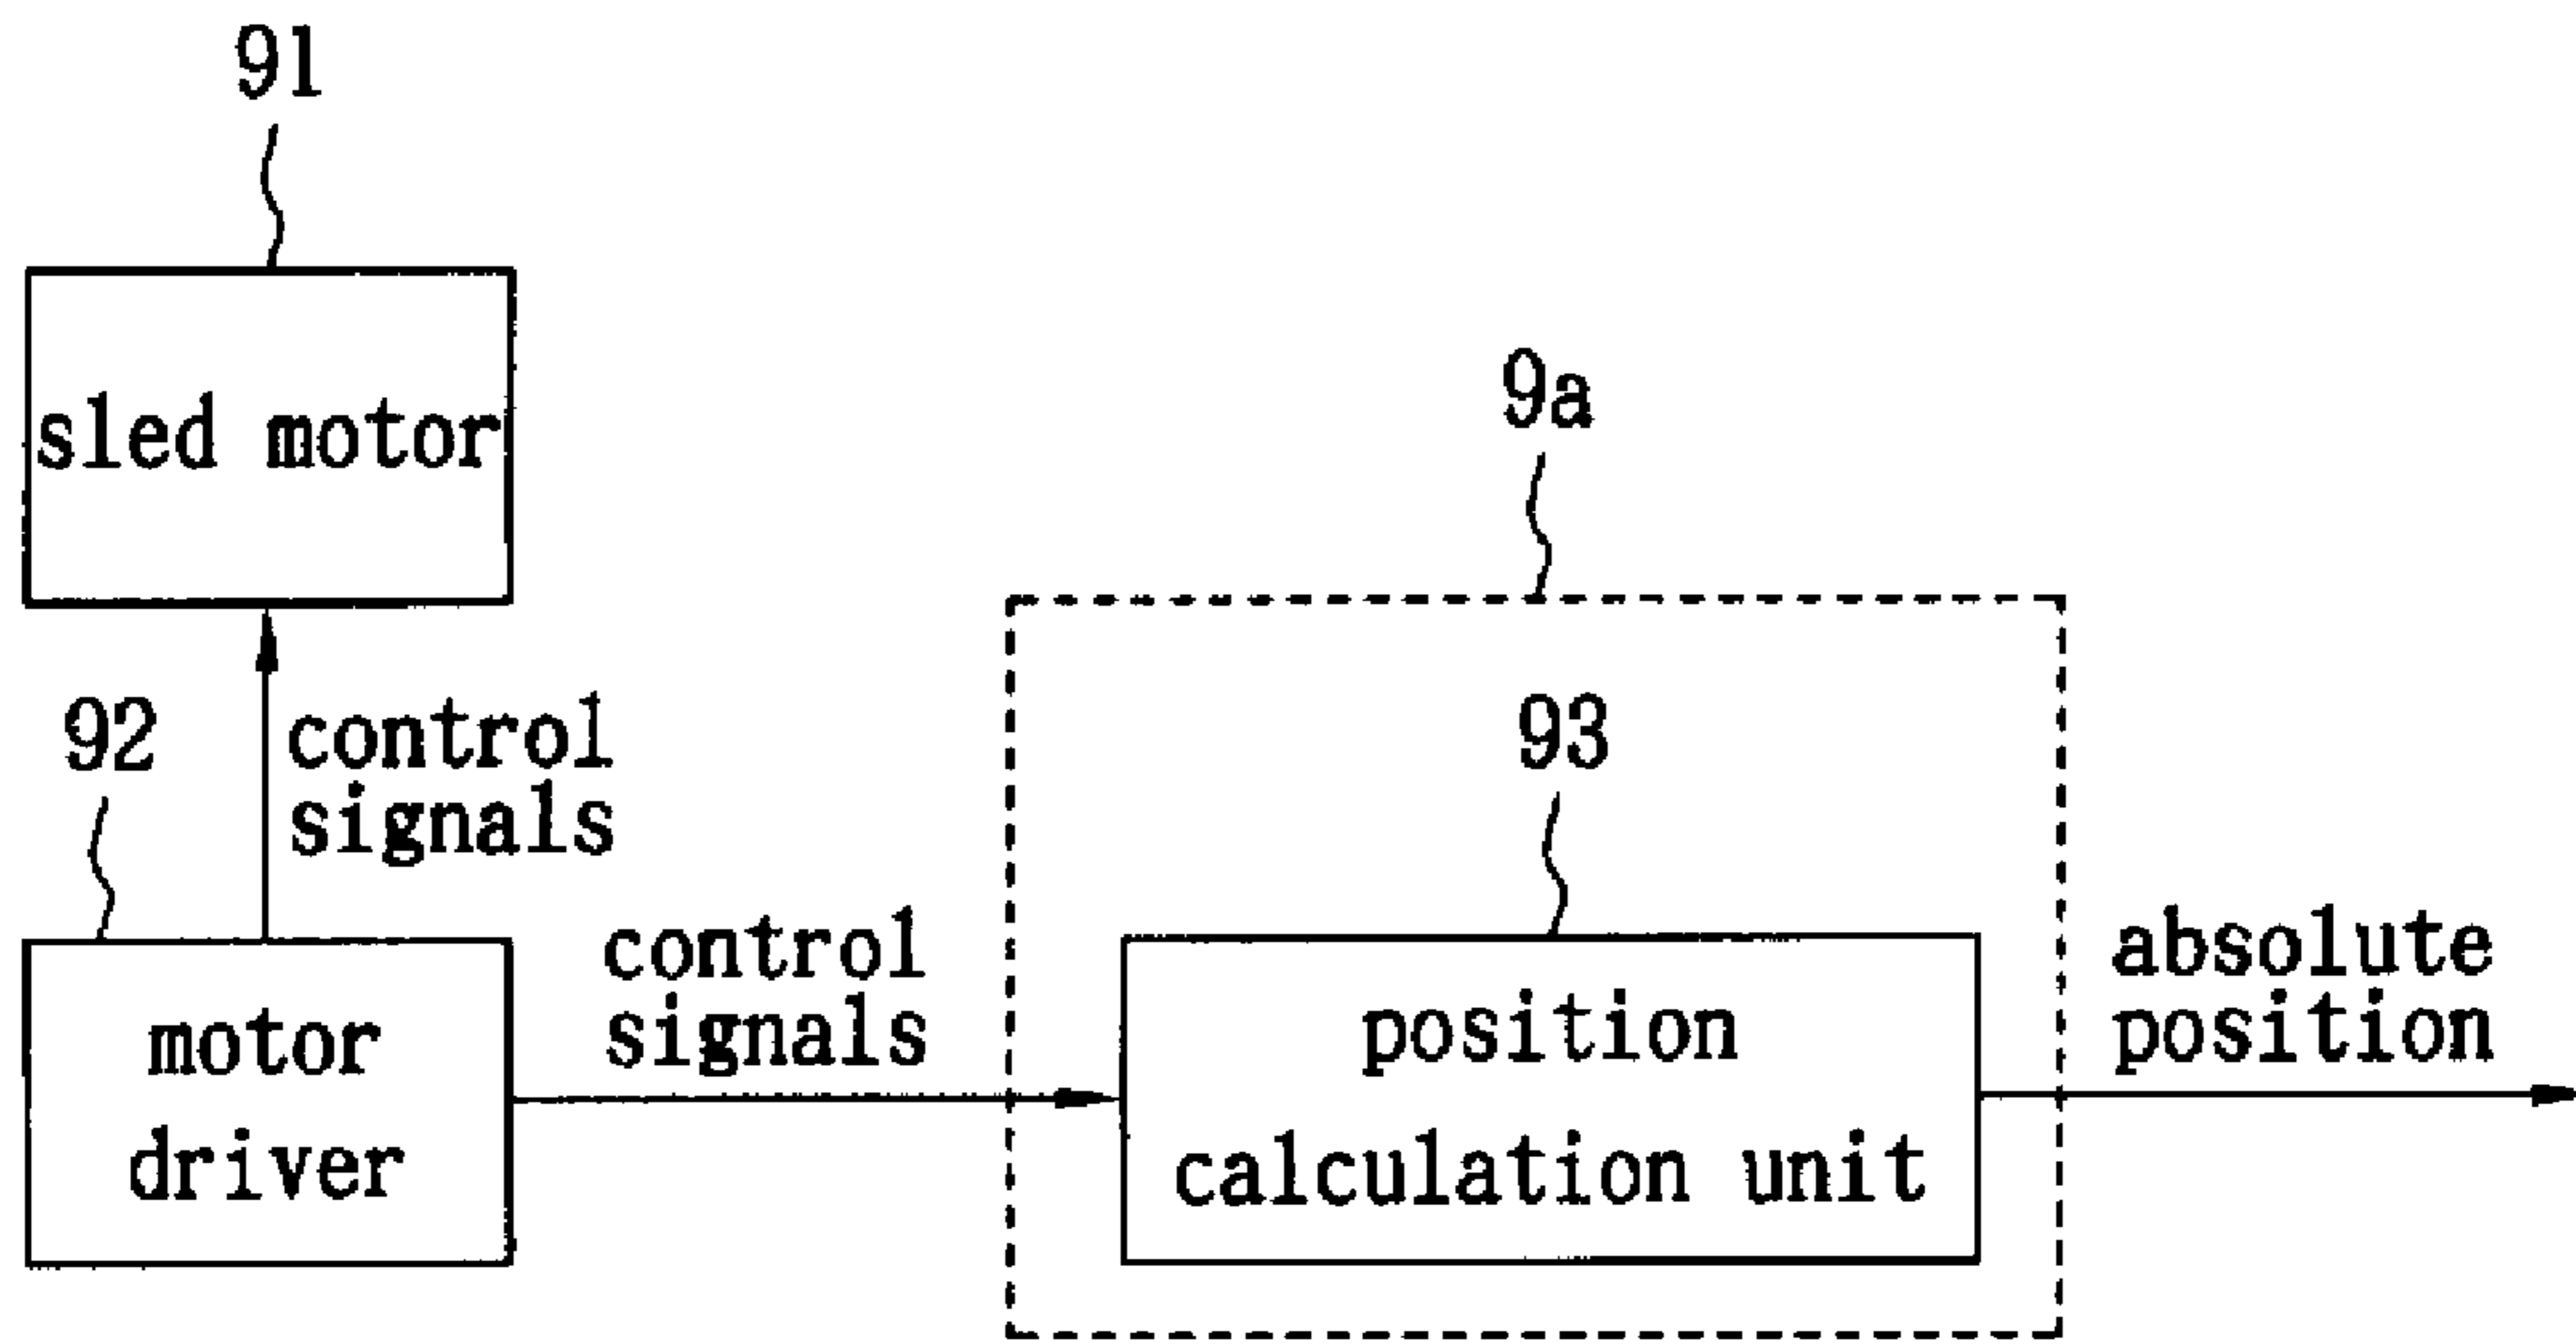 91
sled motor
9a
92
control
signals
93
control
signals
absolute
position
motor
driver
position
calculation unit